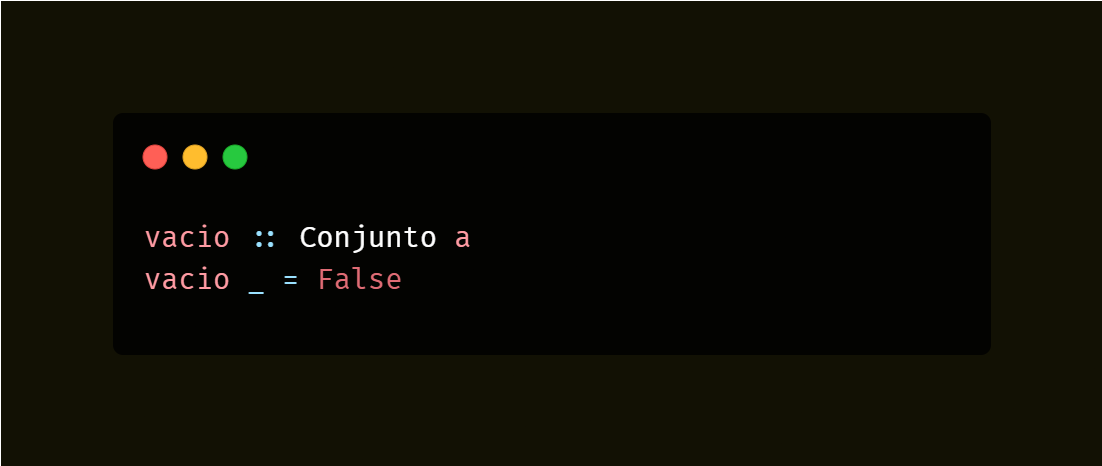 vacio :: Conjunto a
vacio _ = False